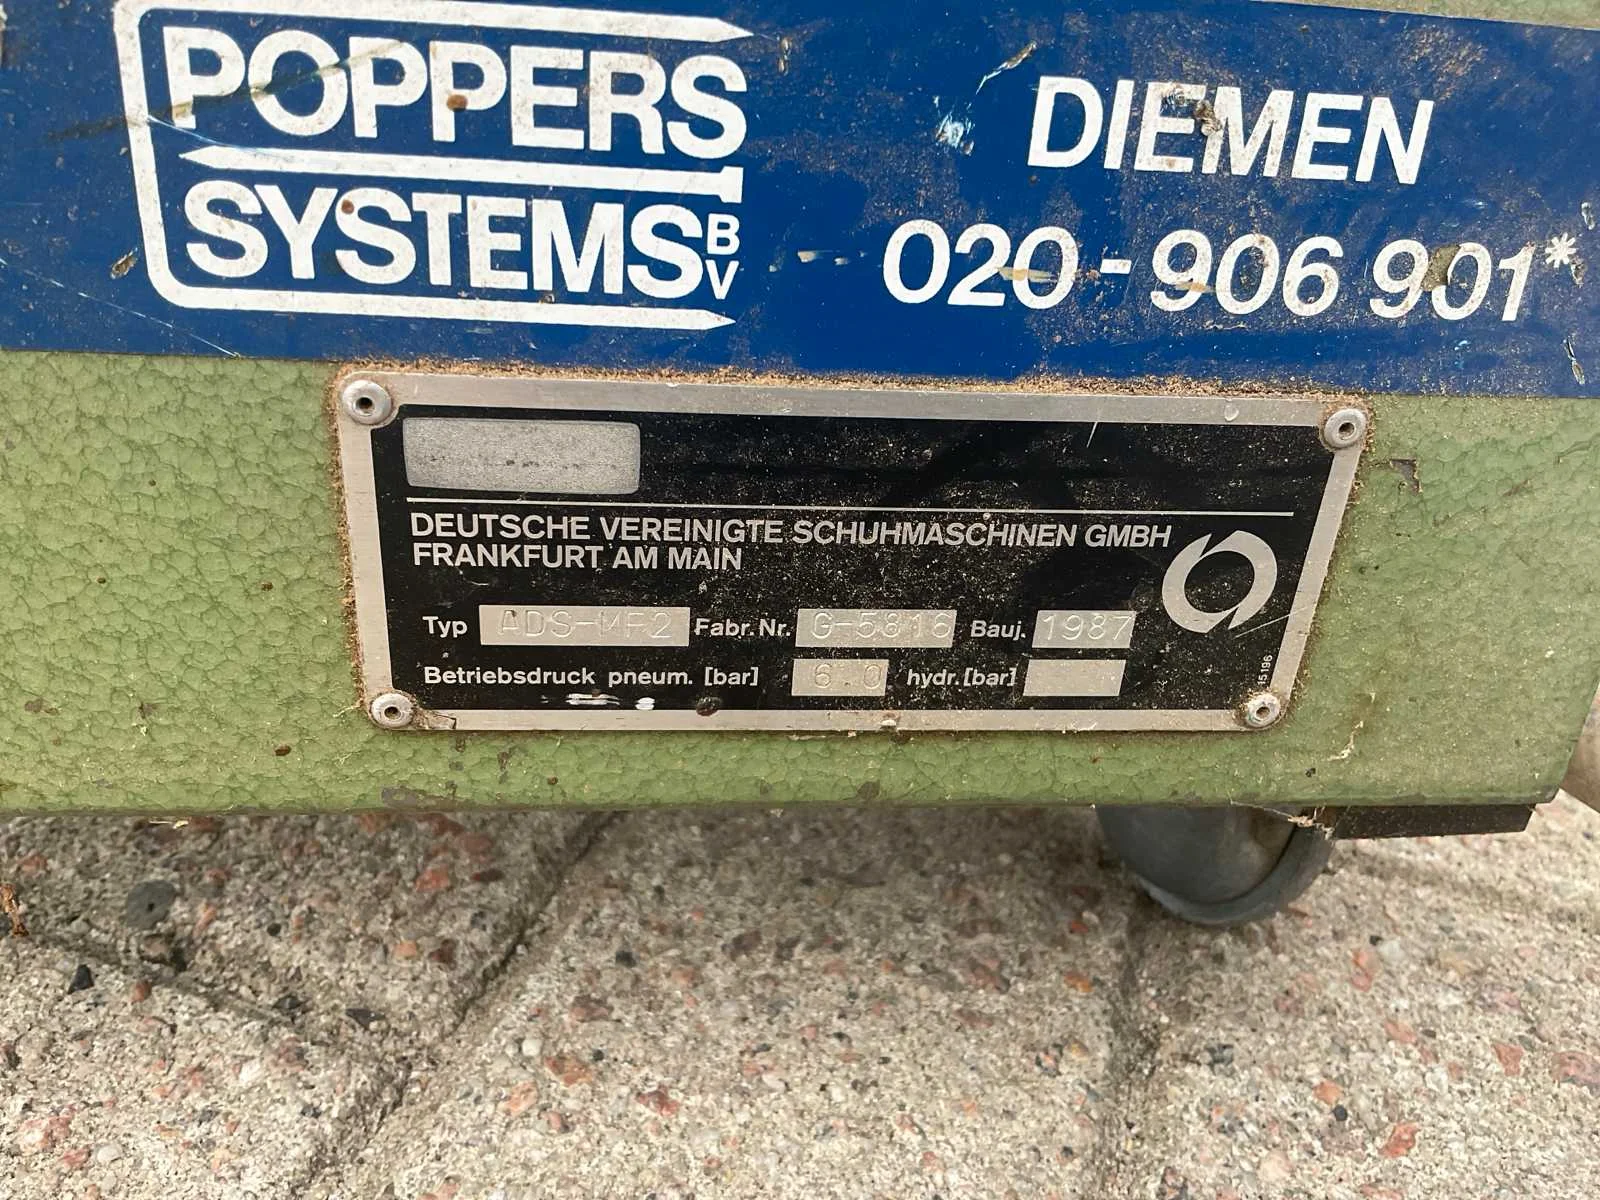 POPPERS
SYSTEMS BV
DIEMEN
020-906 901*
DEUTSCHE VEREINIGTE SCHUHMASCHINEN GMBH
FRANKFURT AM MAIN
Typ ADS-MF2 Fabr. Nr. G-5816 Bauj. 1987
Betriebsdruck pneum. [bar] 6.0 hydr. [bar]
15196